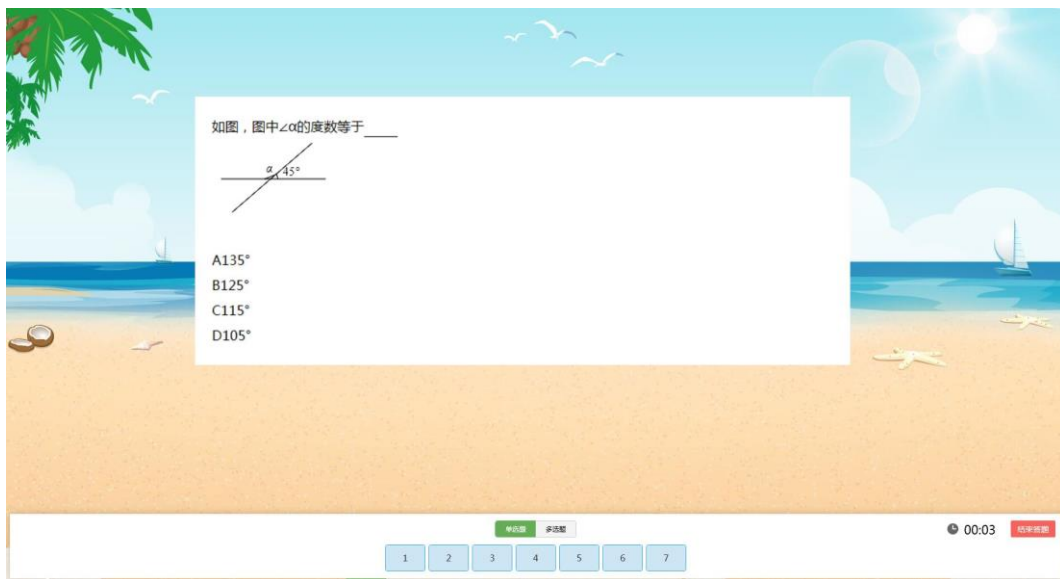 如图，图中∠α的度数等于____
α 45°
A135°
B125°
C115°
D105°
单选题 多选题
00:03 结束答题
1 2 3 4 5 6 7